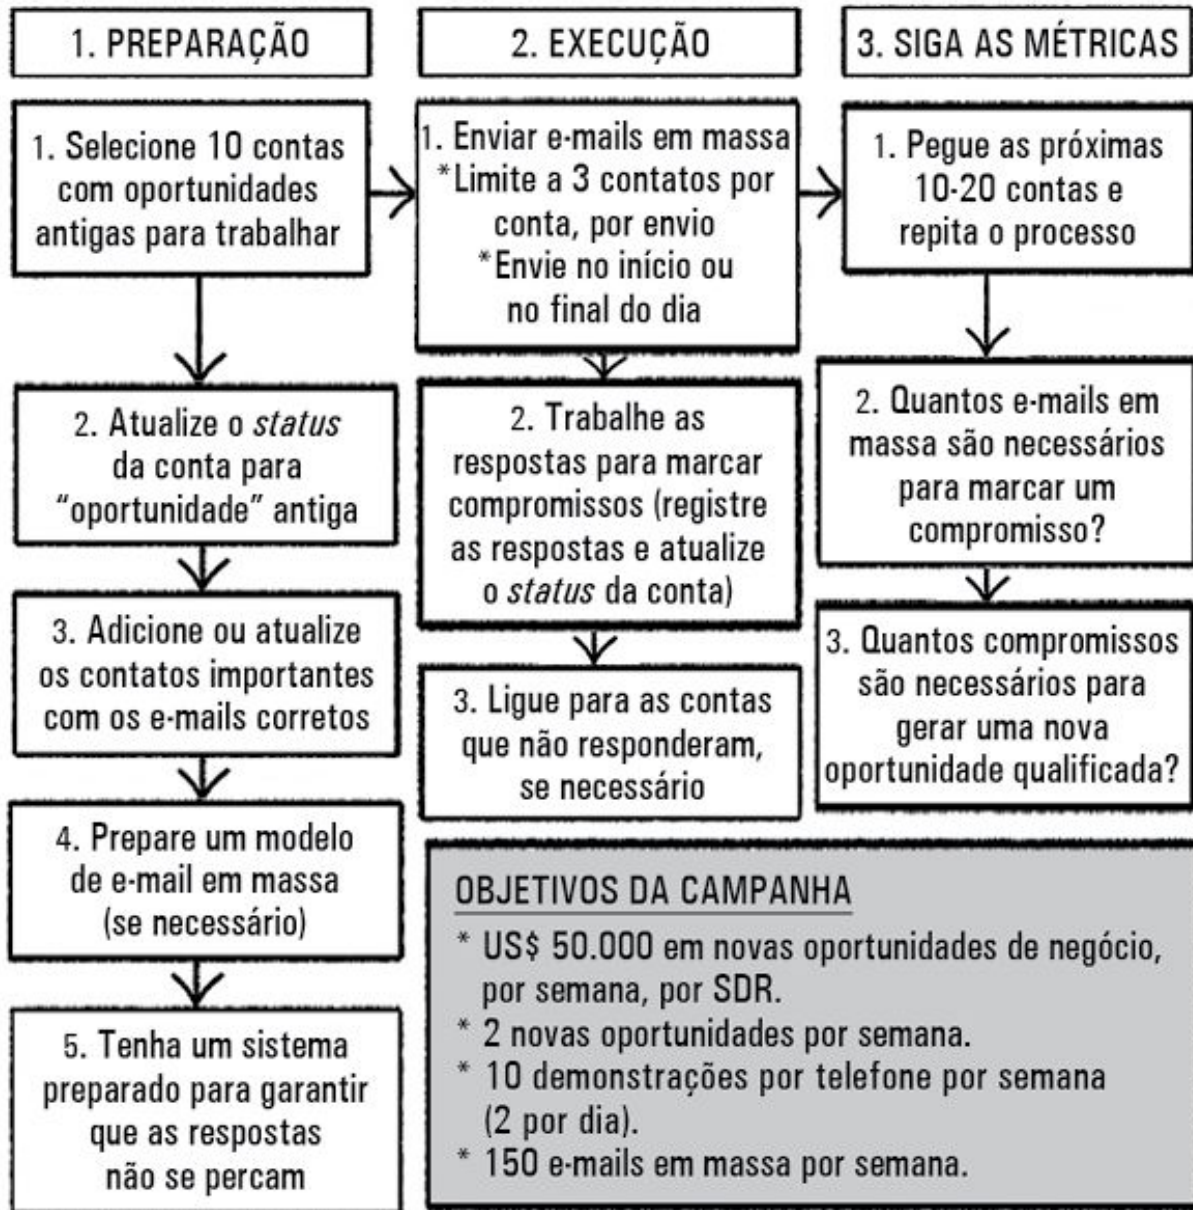 1. PREPARAÇÃO
1. Selecione 10 contas
com oportunidades
antigas para trabalhar
2. Atualize o status
da conta para
“oportunidade” antiga
3. Adicione ou atualize
os contatos importantes
com os e-mails corretos
4. Prepare um modelo
de e-mail em massa
(se necessário)
5. Tenha um sistema
preparado para garantir
que as respostas
não se percam
2. EXECUÇÃO
1. Enviar e-mails em massa
*Limite a 3 contatos por
conta, por envio
*Envie no início ou
no final do dia
2. Trabalhe as
respostas para marcar
compromissos (registre
as respostas e atualize
o status da conta)
3. Ligue para as contas
que não responderam,
se necessário
3. SIGA AS MÉTRICAS
1. Pegue as próximas
10-20 contas e
repita o processo
2. Quantos e-mails em
massa são necessários
para marcar um
compromisso?
3. Quantos compromissos
são necessários para
gerar uma nova
oportunidade qualificada?
OBJETIVOS DA CAMPANHA
* US$ 50.000 em novas oportunidades de negócio,
por semana, por SDR.
* 2 novas oportunidades por semana.
* 10 demonstrações por telefone por semana
(2 por dia).
* 150 e-mails em massa por semana.